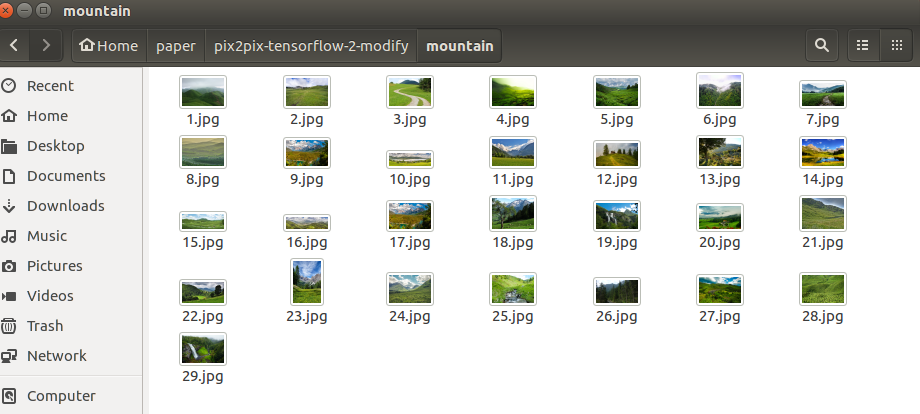 mountain
Home paper pix2pix-tensorflow-2-modify mountain
Recent
Home
Desktop
Documents
Downloads
Music
Pictures
Videos
Trash
Network
Computer
1.jpg 2.jpg 3.jpg 4.jpg 5.jpg 6.jpg 7.jpg
8.jpg 9.jpg 10.jpg 11.jpg 12.jpg 13.jpg 14.jpg
15.jpg 16.jpg 17.jpg 18.jpg 19.jpg 20.jpg 21.jpg
22.jpg 23.jpg 24.jpg 25.jpg 26.jpg 27.jpg 28.jpg
29.jpg